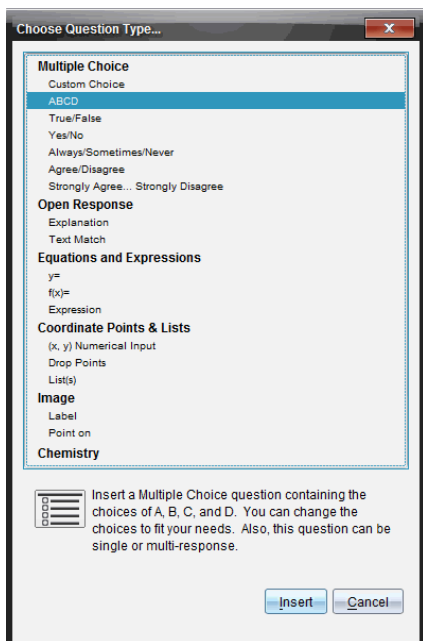 Choose Question Type...
x
Multiple Choice
Custom Choice
ABCD
True/False
Yes/No
Always/Sometimes/Never
Agree/Disagree
Strongly Agree... Strongly Disagree
Open Response
Explanation
Text Match
Equations and Expressions
y=
f(x)=
Expression
Coordinate Points & Lists
(x, y) Numerical Input
Drop Points
List(s)
Image
Label
Point on
Chemistry
Insert a Multiple Choice question containing the
choices of A, B, C, and D. You can change the
choices to fit your needs. Also, this question can be
single or multi-response.
Insert Cancel